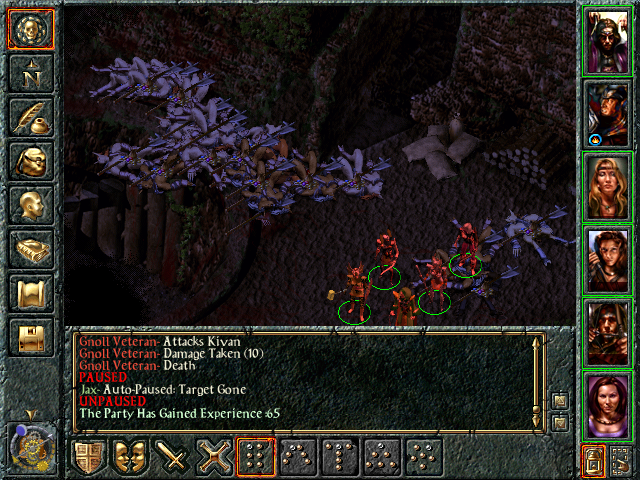 N
Gnoll Veteran- Attacks Kivan
Gnoll Veteran- Damage Taken (10)
Gnoll Veteran- Death
PAUSED
Jax- Auto-Paused: Target Gone
UNPAUSED
The Party Has Gained Experience :65